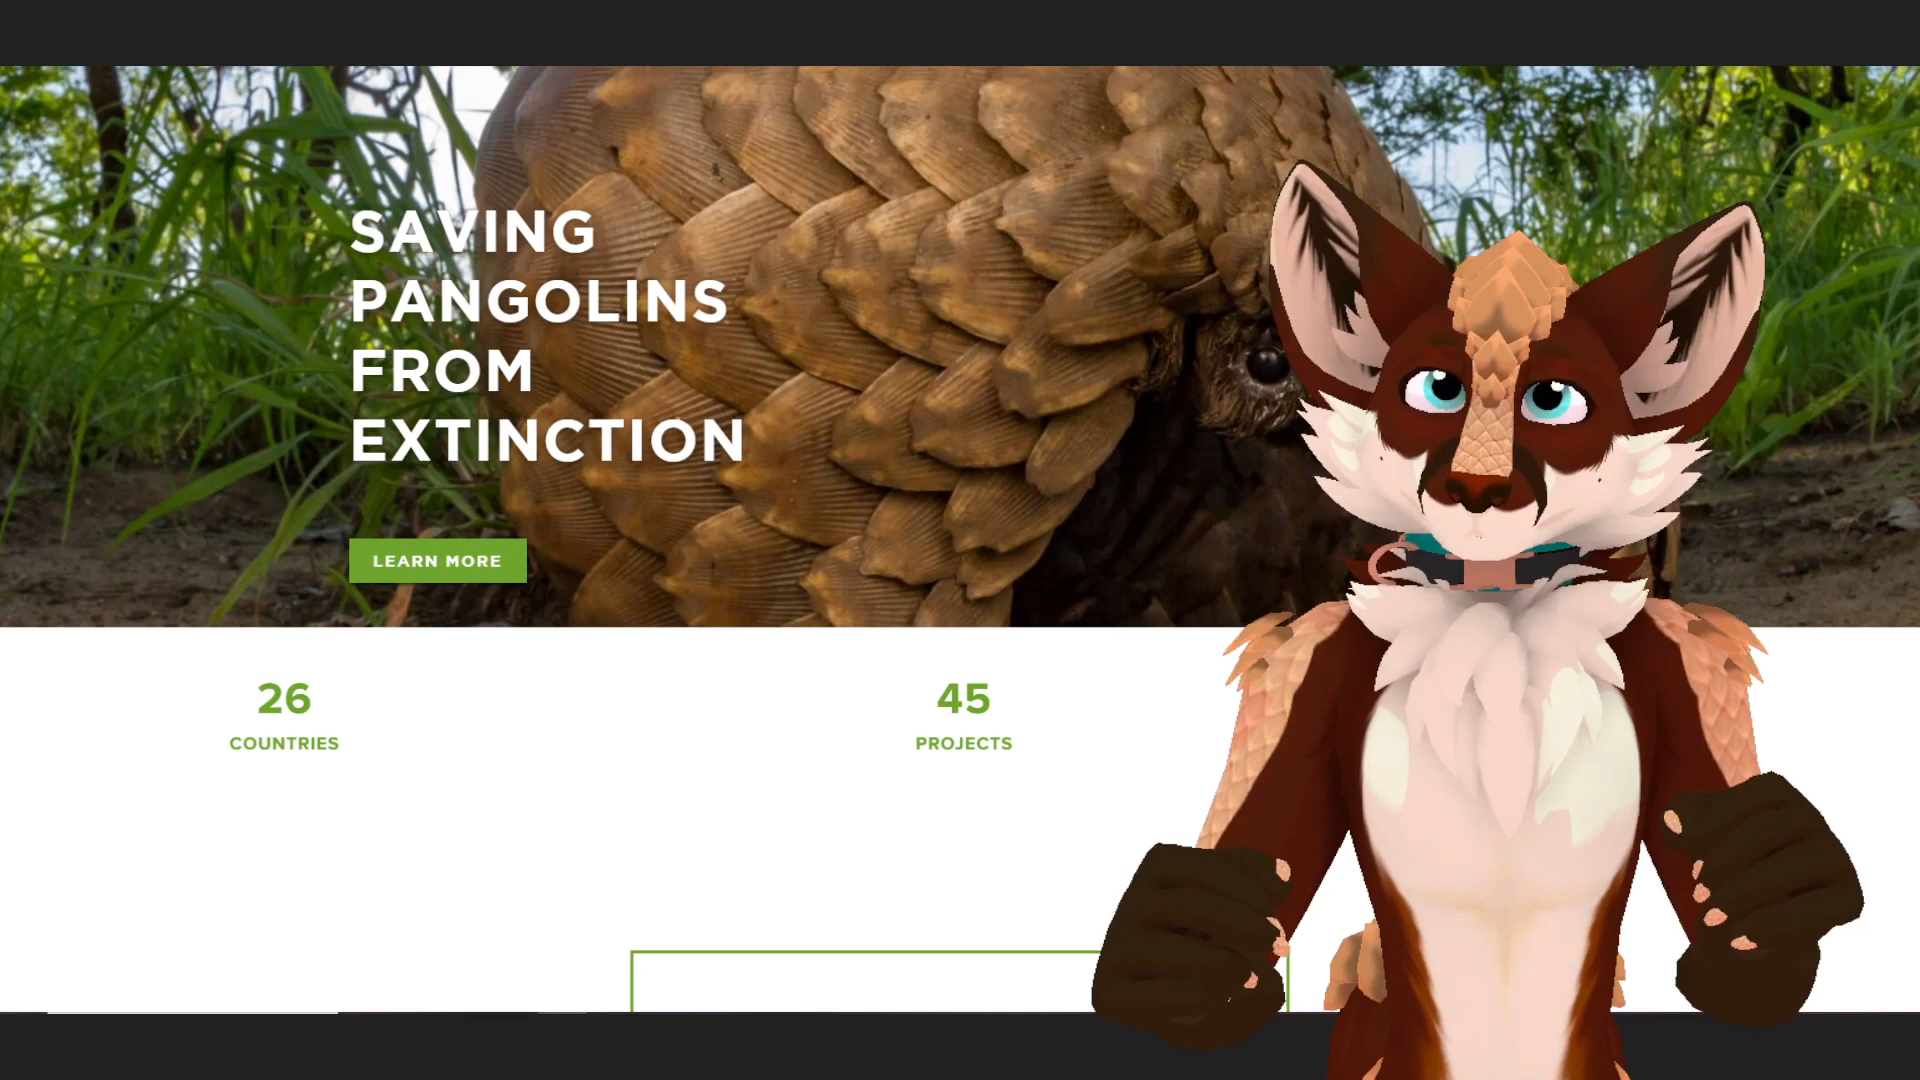 SAVING
PANGOLINS
FROM
EXTINCTION
LEARN MORE
26
COUNTRIES
45
PROJECTS